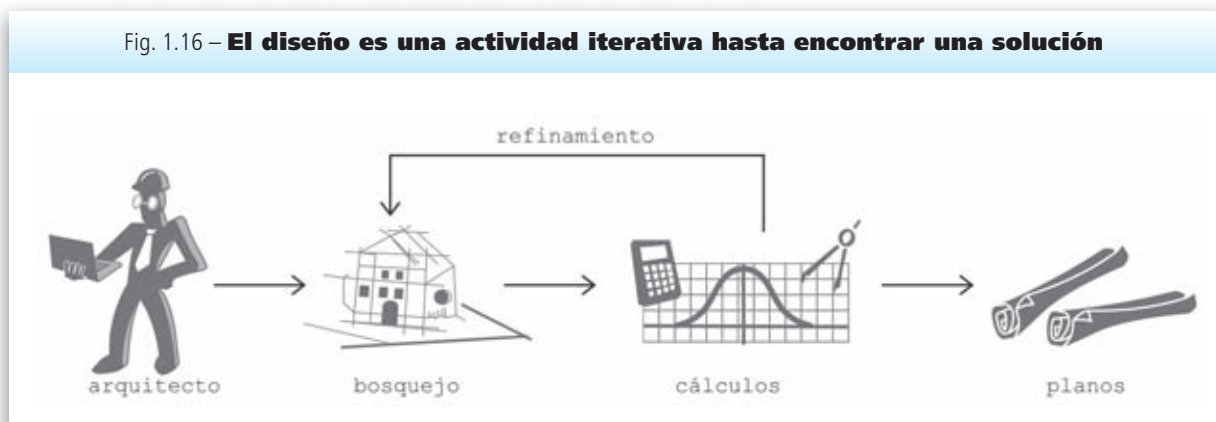 Fig. 1.16 – El diseño es una actividad iterativa hasta encontrar una solución
refinamiento
arquitecto
bosquejo
cálculos
planos